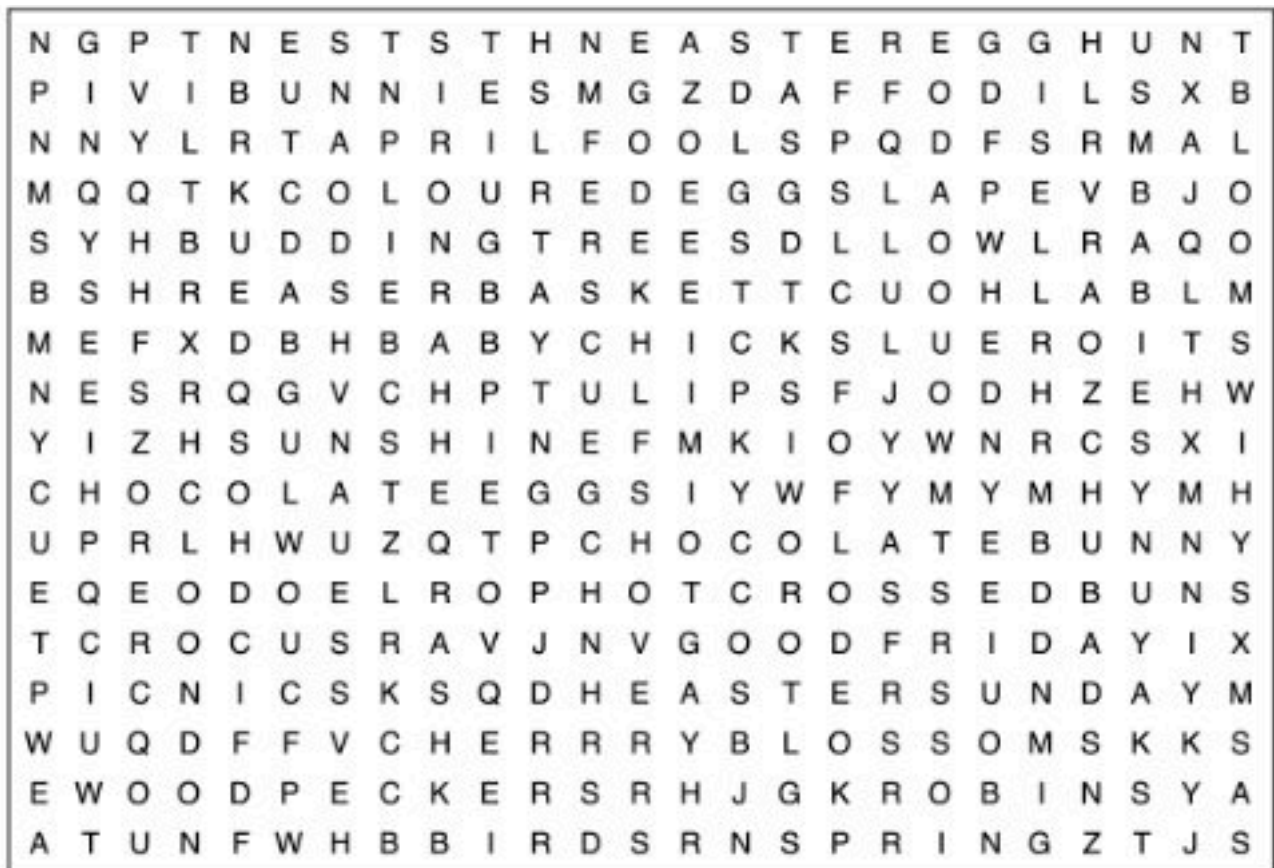 N G P T N E S T S T H N E A S T E R E G G H U N T
P I V I B U N N I E S M G Z D A F F O D I L S X B
N N Y L R T A P R I L F O O L S P Q D F S R M A L
M Q Q T K C O L O U R E D E G G S L A P E V B J O
S Y H B U D D I N G T R E E S D L L O W L R A Q O
B S H R E A S E R B A S K E T T C U O H L A B L M
M E F X D B H B A B Y C H I C K S L U E R O I T S
N E S R Q G V C H P T U L I P S F J O D H Z E H W
Y I Z H S U N S H I N E F M K I O Y W N R C S X I
C H O C O L A T E E G G S I Y W F Y M Y M H Y M H
U P R L H W U Z Q T P C H O C O L A T E B U N N Y
E Q E O D O E L R O P H O T C R O S S E D B U N S
T C R O C U S R A V J N V G O O D F R I D A Y I X
P I C N I C S K S Q D H E A S T E R S U N D A Y M
W U Q D F F V C H E R R R Y B L O S S O M S K K S
E W O O D P E C K E R S R H J G K R O B I N S Y A
A T U N F W H B B I R D S R N S P R I N G Z T J S